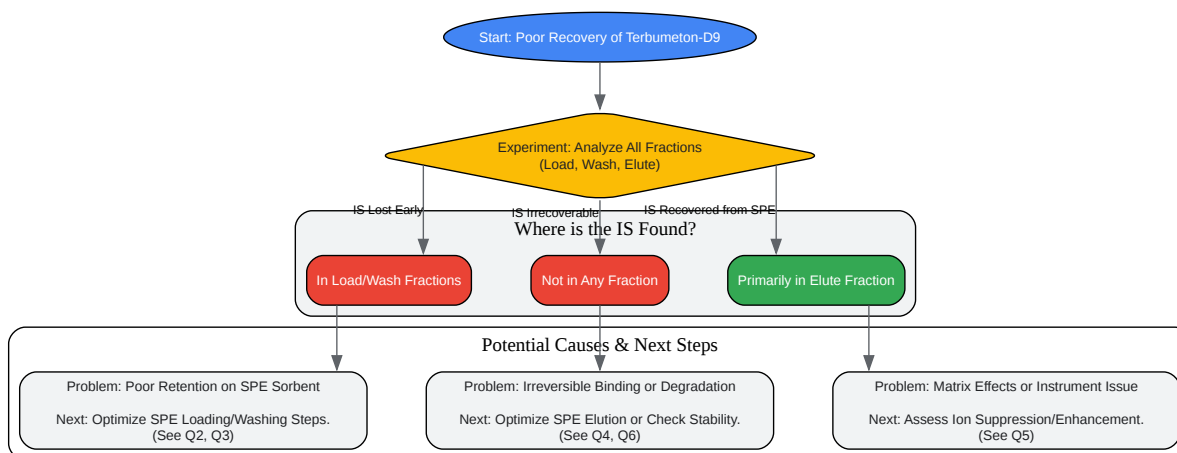 Start: Poor Recovery of Terbumeton-D9
Experiment: Analyze All Fractions
(Load, Wash, Elute)
IS Lost Early
IS Irrecoverable
IS Recovered from SPE
Where is the IS Found?
In Load/Wash Fractions
Not in Any Fraction
Primarily in Elute Fraction
Potential Causes & Next Steps
Problem: Poor Retention on SPE Sorbent
Next: Optimize SPE Loading/Washing Steps.
(See Q2, Q3)
Problem: Irreversible Binding or Degradation
Next: Optimize SPE Elution or Check Stability.
(See Q4, Q6)
Problem: Matrix Effects or Instrument Issue
Next: Assess Ion Suppression/Enhancement.
(See Q5)